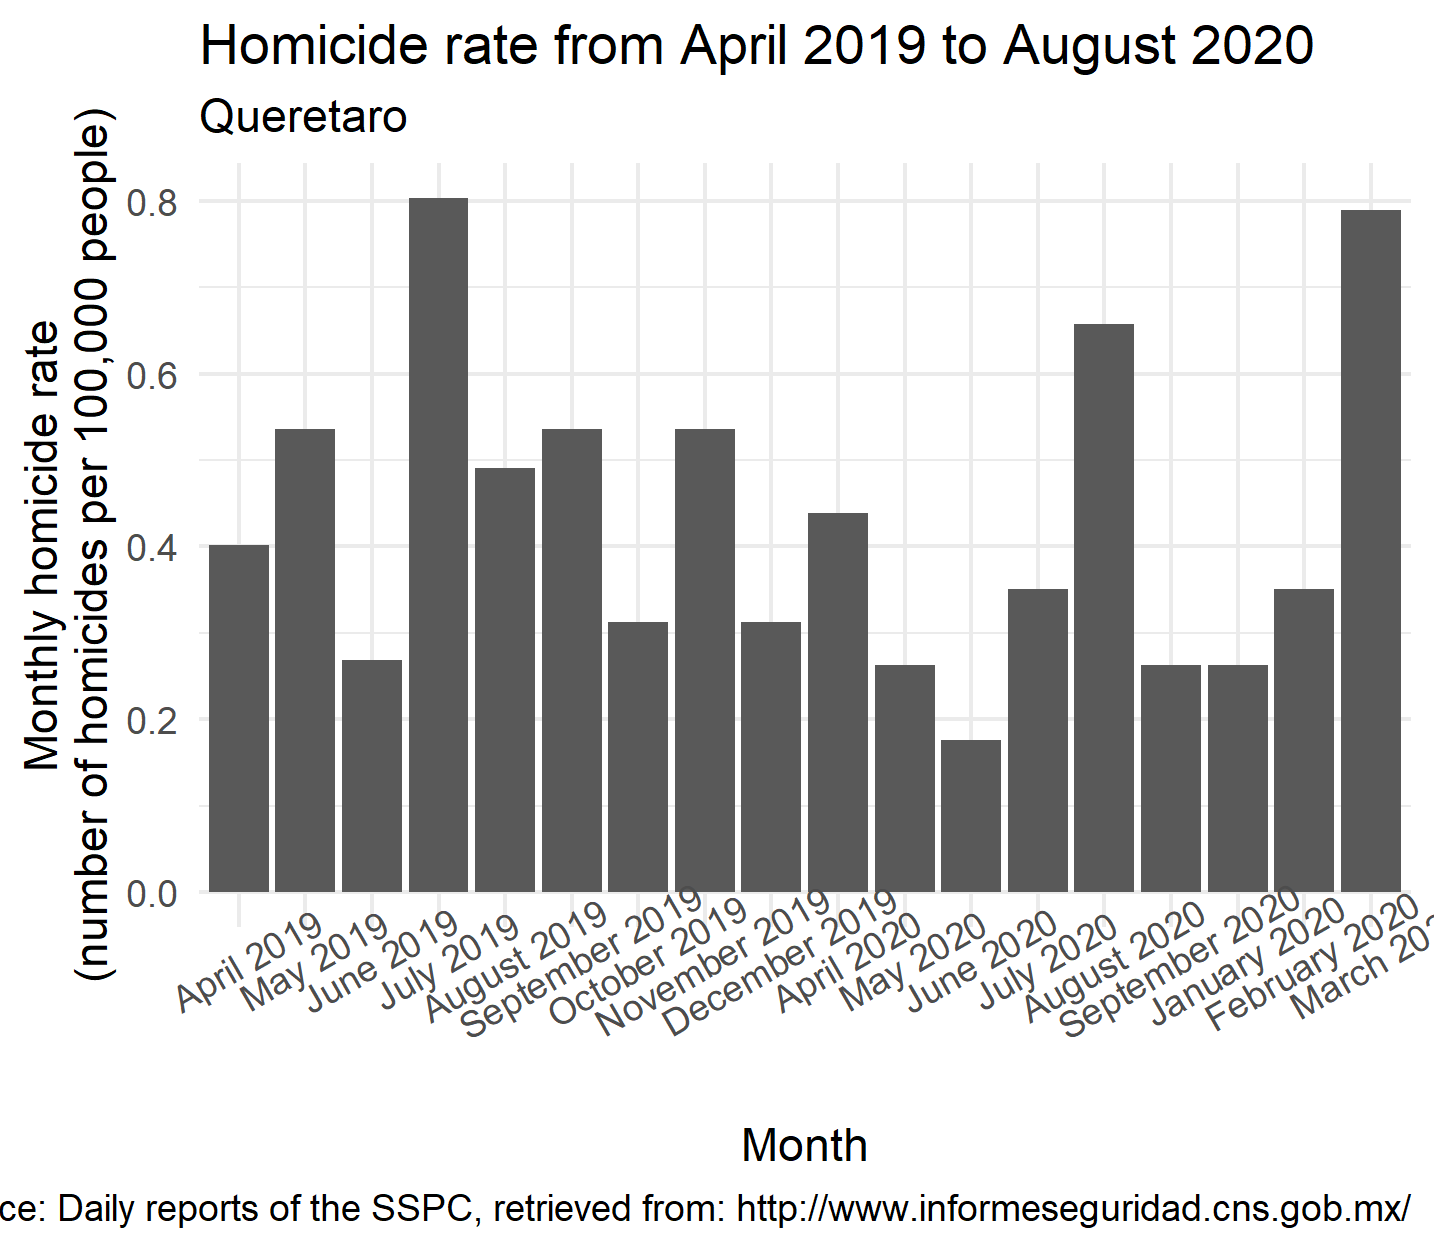 Homicide rate from April 2019 to August 2020
Queretaro
Monthly homicide rate
(number of homicides per 100,000 people)
0.8
0.6
0.4
0.2
0.0
April 2019
May 2019
June 2019
July 2019
August 2019
September 2019
October 2019
November 2019
December 2019
April 2020
May 2020
June 2020
July 2020
August 2020
September 2020
January 2020
February 2020
March 202
Month
ce: Daily reports of the SSPC, retrieved from: http://www.informeseguridad.cns.gob.mx/